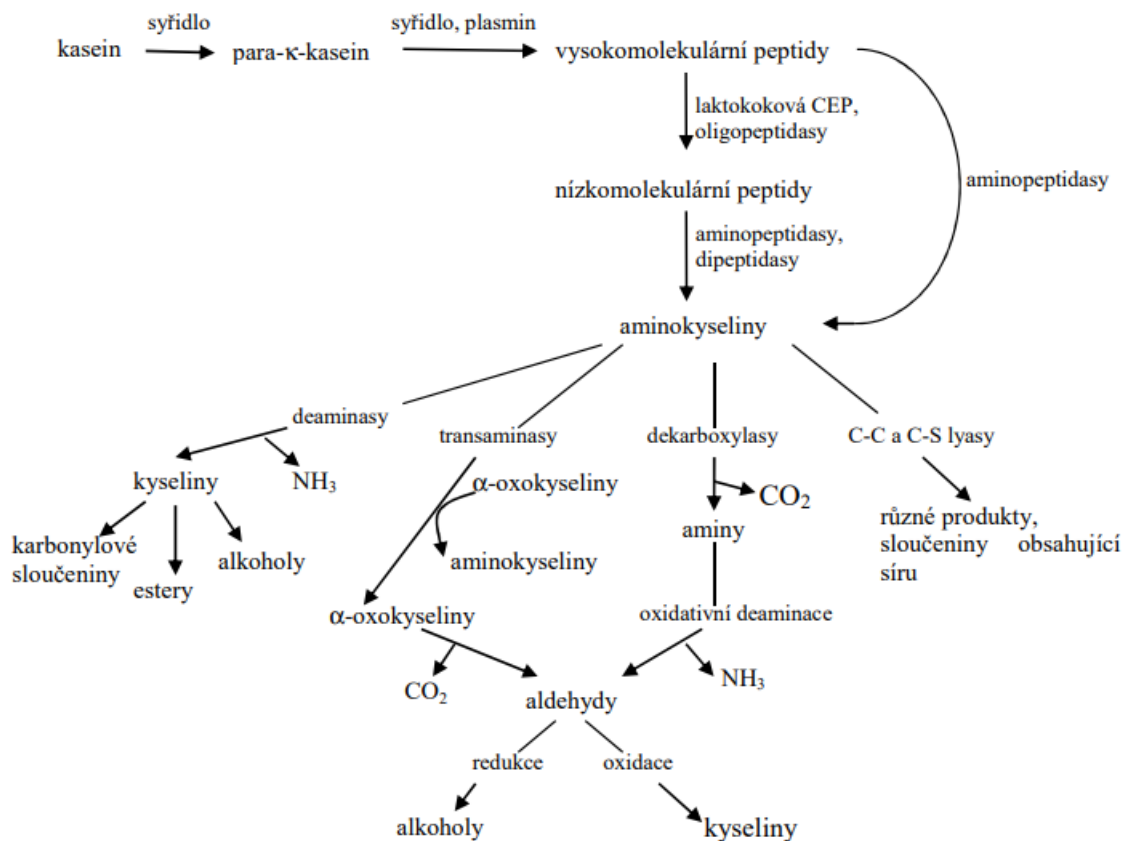 syřidlo
syřidlo, plasmin
kasein
para-κ-kasein
vysokomolekulární peptidy
laktokoková CEP,
oligopeptidasy
aminopeptidasy
nízkomolekulární peptidy
aminopeptidasy,
dipeptidasy
aminokyseliny
deaminasy
transaminasy
dekarboxylasy
C-C a C-S lyasy
kyseliny
NH₃
α-oxokyseliny
CO₂
karbonylové
sloučeniny
estery
alkoholy
aminokyseliny
aminy
různé produkty,
sloučeniny obsahující
síru
α-oxokyseliny
oxidativní deaminace
CO₂
NH₃
aldehydy
redukce
oxidace
alkoholy
kyseliny